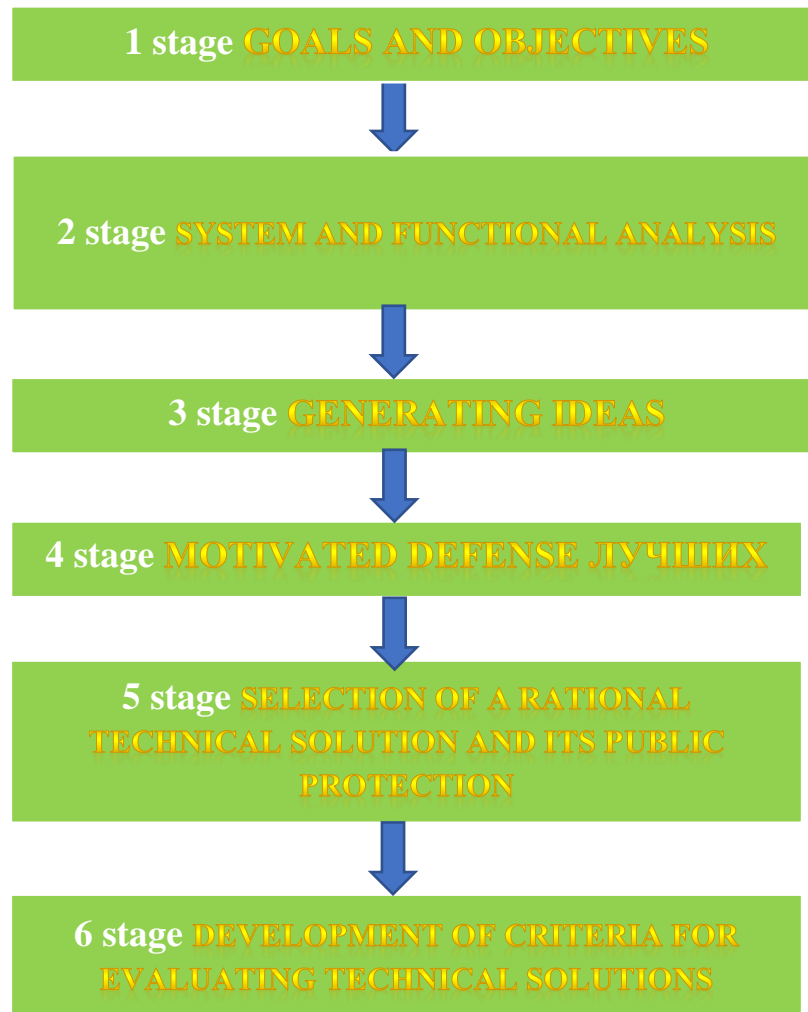 1 stage GOALS AND OBJECTIVES
2 stage SYSTEM AND FUNCTIONAL ANALYSIS
3 stage GENERATING IDEAS
4 stage MOTIVATED DEFENSE ЛУЧШИХ
5 stage SELECTION OF A RATIONAL
TECHNICAL SOLUTION AND ITS PUBLIC
PROTECTION
6 stage DEVELOPMENT OF CRITERIA FOR
EVALUATING TECHNICAL SOLUTIONS